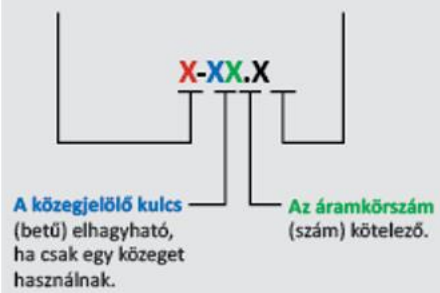 X-XX.X
A közegjelölő kulcs
(betű) elhagyható,
ha csak egy közeget
használnak.
Az áramkörszám
(szám) kötelező.